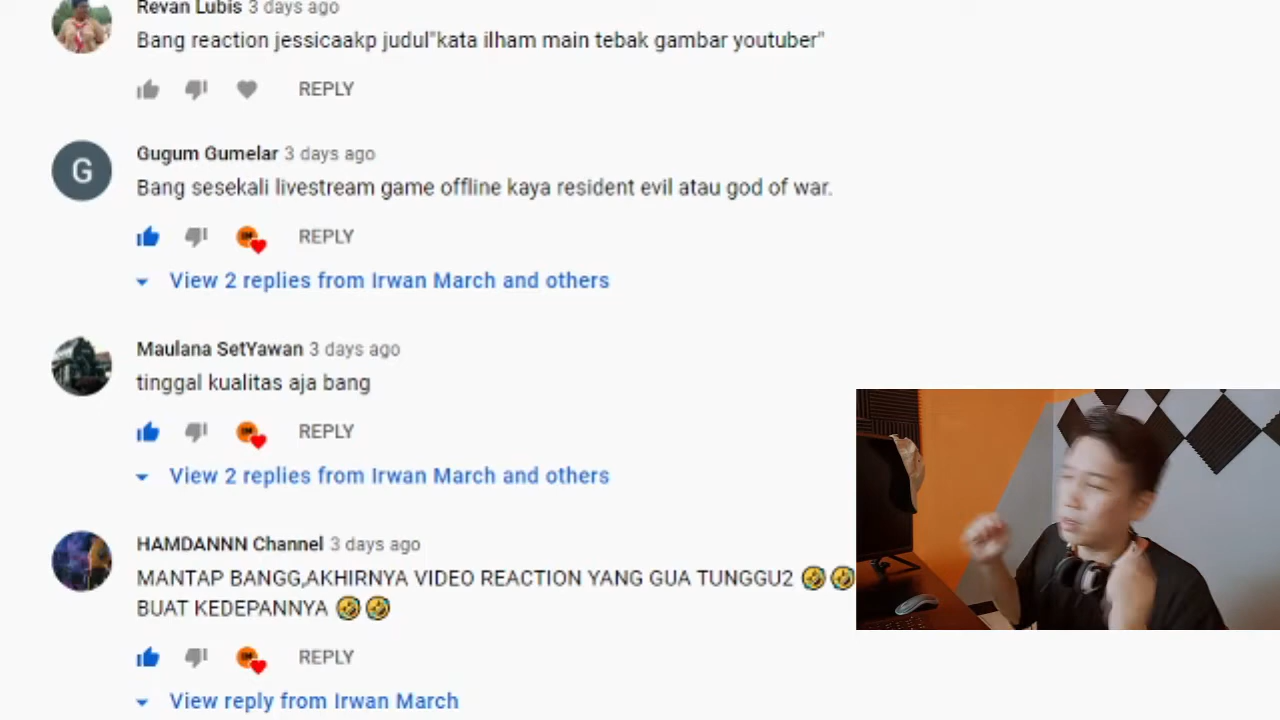 Revan Lubis 3 days ago
Bang reaction jessicaakp judul"kata ilham main tebak gambar youtuber"
REPLY
G
Gugum Gumelar 3 days ago
Bang sesekali livestream game offline kaya resident evil atau god of war.
REPLY
View 2 replies from Irwan March and others
Maulana SetYawan 3 days ago
tinggal kualitas aja bang
REPLY
View 2 replies from Irwan March and others
HAMDANNN Channel 3 days ago
MANTAP BANGG,AKHIRNYA VIDEO REACTION YANG GUA TUNGGU2 🤣🤣
BUAT KEDEPANNYA 🤣🤣
REPLY
View reply from Irwan March